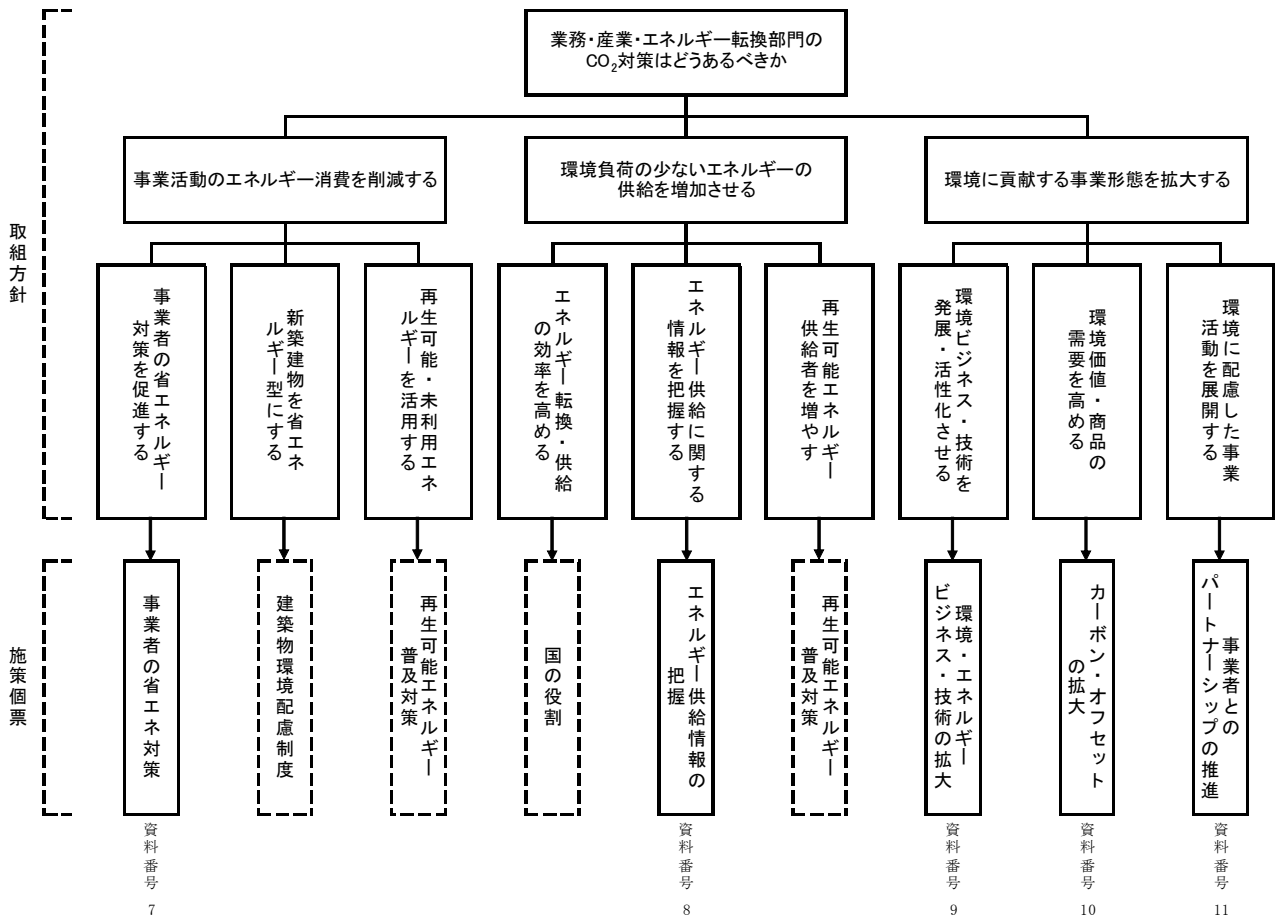 業務・産業・エネルギー転換部門の
CO₂対策はどうあるべきか
事業活動のエネルギー消費を削減する
環境負荷の少ないエネルギーの
供給を増加させる
環境に貢献する事業形態を拡大する
取組方針
事業者の省エネルギー
対策を促進する
新築建物を省エネ
ルギー型にする
再生可能・未利用エネ
ルギーを活用する
エネルギー転換・供給
の効率を高める
エネルギー供給に関する
情報を把握する
再生可能エネルギー
供給者を増やす
環境ビジネス・技術を
発展・活性化させる
環境価値・商品の
需要を高める
環境に配慮した事業
活動を展開する
施策個票
事業者の省エネ対策
建築物環境配慮制度
再生可能エネルギー
普及対策
国の役割
エネルギー供給情報の
把握
再生可能エネルギー
普及対策
環境・エネルギー
ビジネス・技術の拡大
カーボン・オフセット
の拡大
事業者との
パートナーシップの推進
資料番号
7
資料番号
8
資料番号
9
資料番号
10
資料番号
11